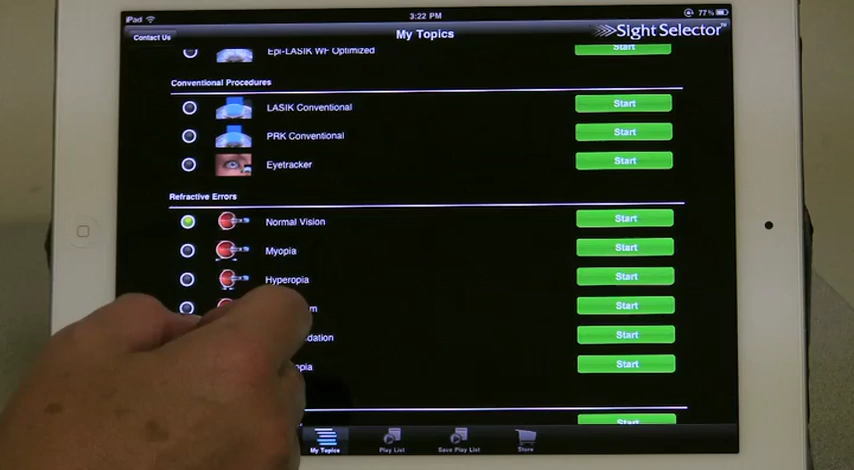 iPad 3:22 PM 77%
Contact Us My Topics Sight Selector™
Epi-LASIK WF Optimized Start
Conventional Procedures
LASIK Conventional Start
PRK Conventional Start
Eyetracker Start
Refractive Errors
Normal Vision Start
Myopia Start
Hyperopia Start
Start
Start
Start
Start
My Topics Play List Save Play List Store